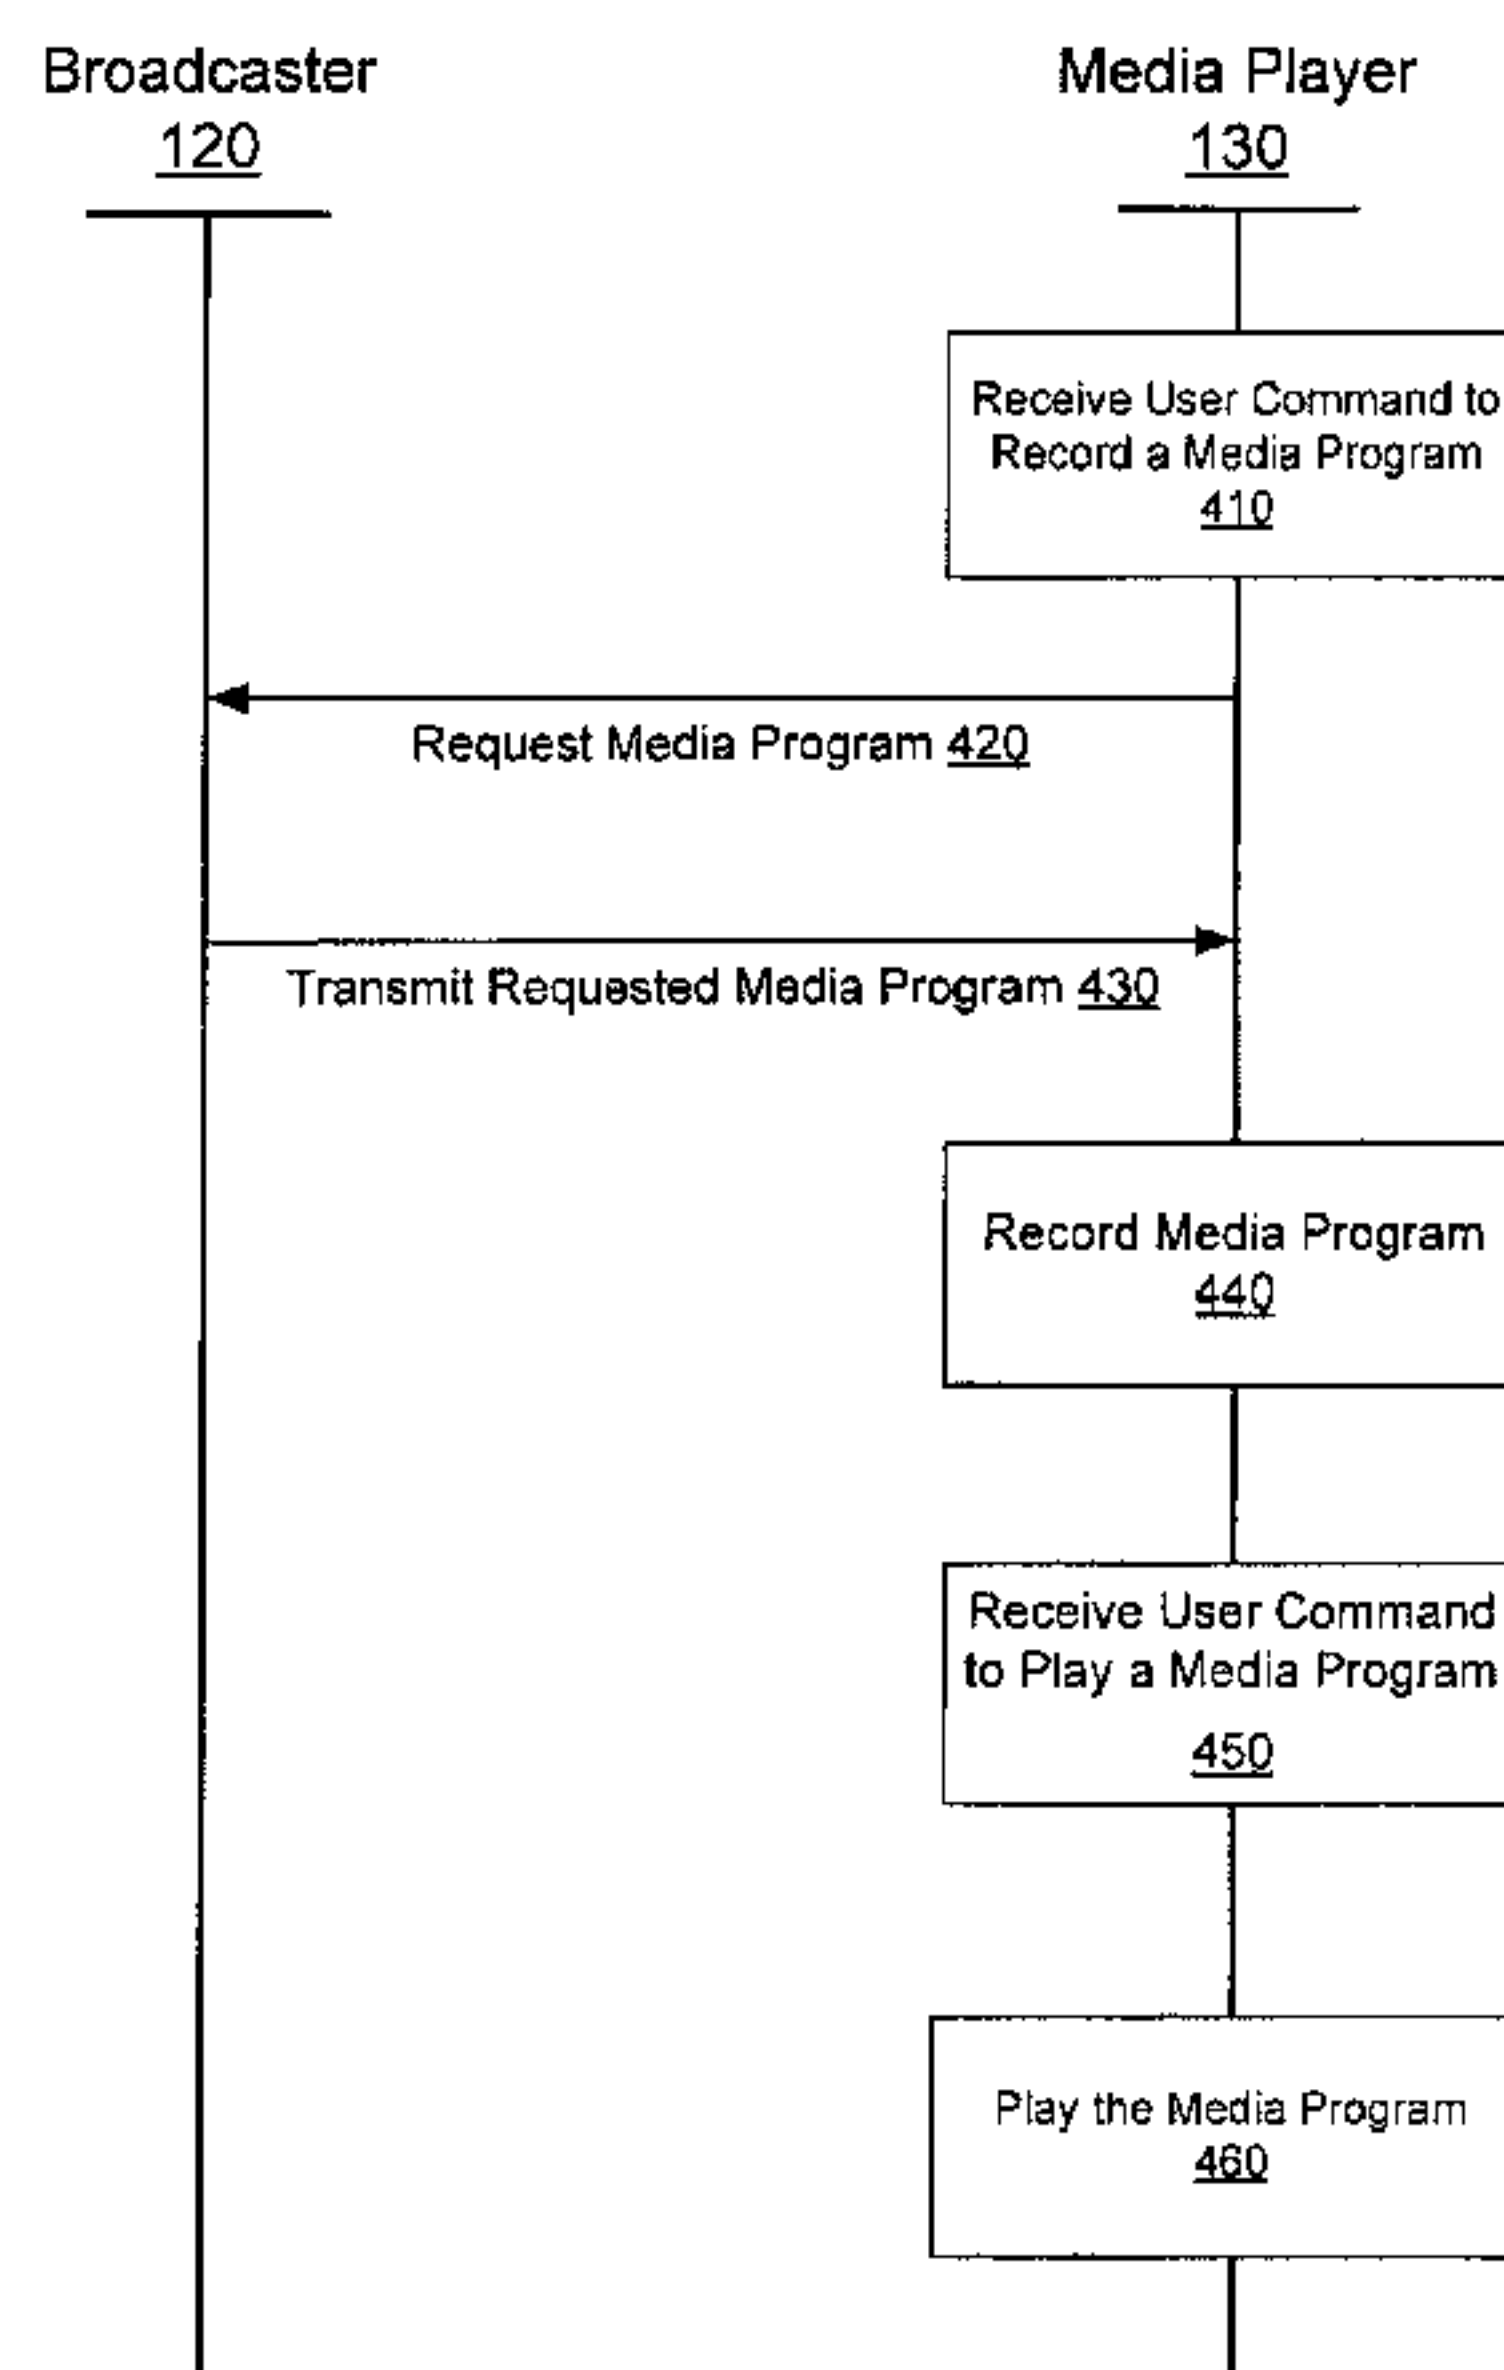 Broadcaster
120
Media Player
130
Receive User Command to
Record a Media Program
410
Request Media Program 420
Transmit Requested Media Program 430
Record Media Program
440
Receive User Command
to Play a Media Program
450
Play the Media Program
460